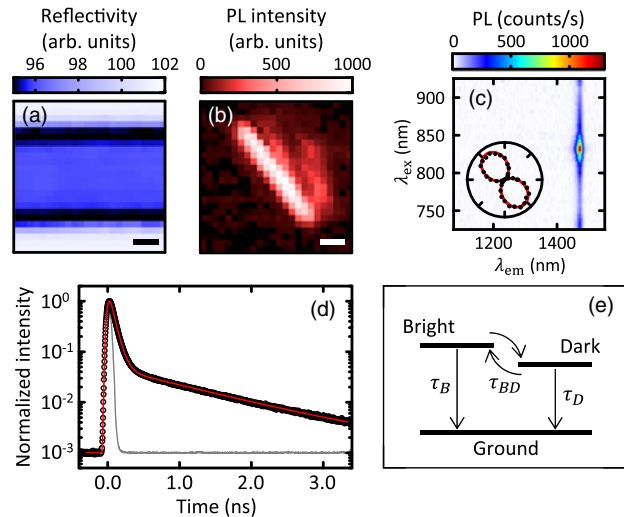 Reflectivity
(arb. units)
96 98 100 102
(a)
PL intensity
(arb. units)
0 500 1000
(b)
PL (counts/s)
0 500 1000
(c)
900
850
800
750
λex (nm)
1200 1400
λem (nm)
(d)
Normalized intensity
10⁰
10⁻¹
10⁻²
10⁻³
0.0 1.0 2.0 3.0
Time (ns)
(e)
Bright
Dark
τB
τBD
τD
Ground